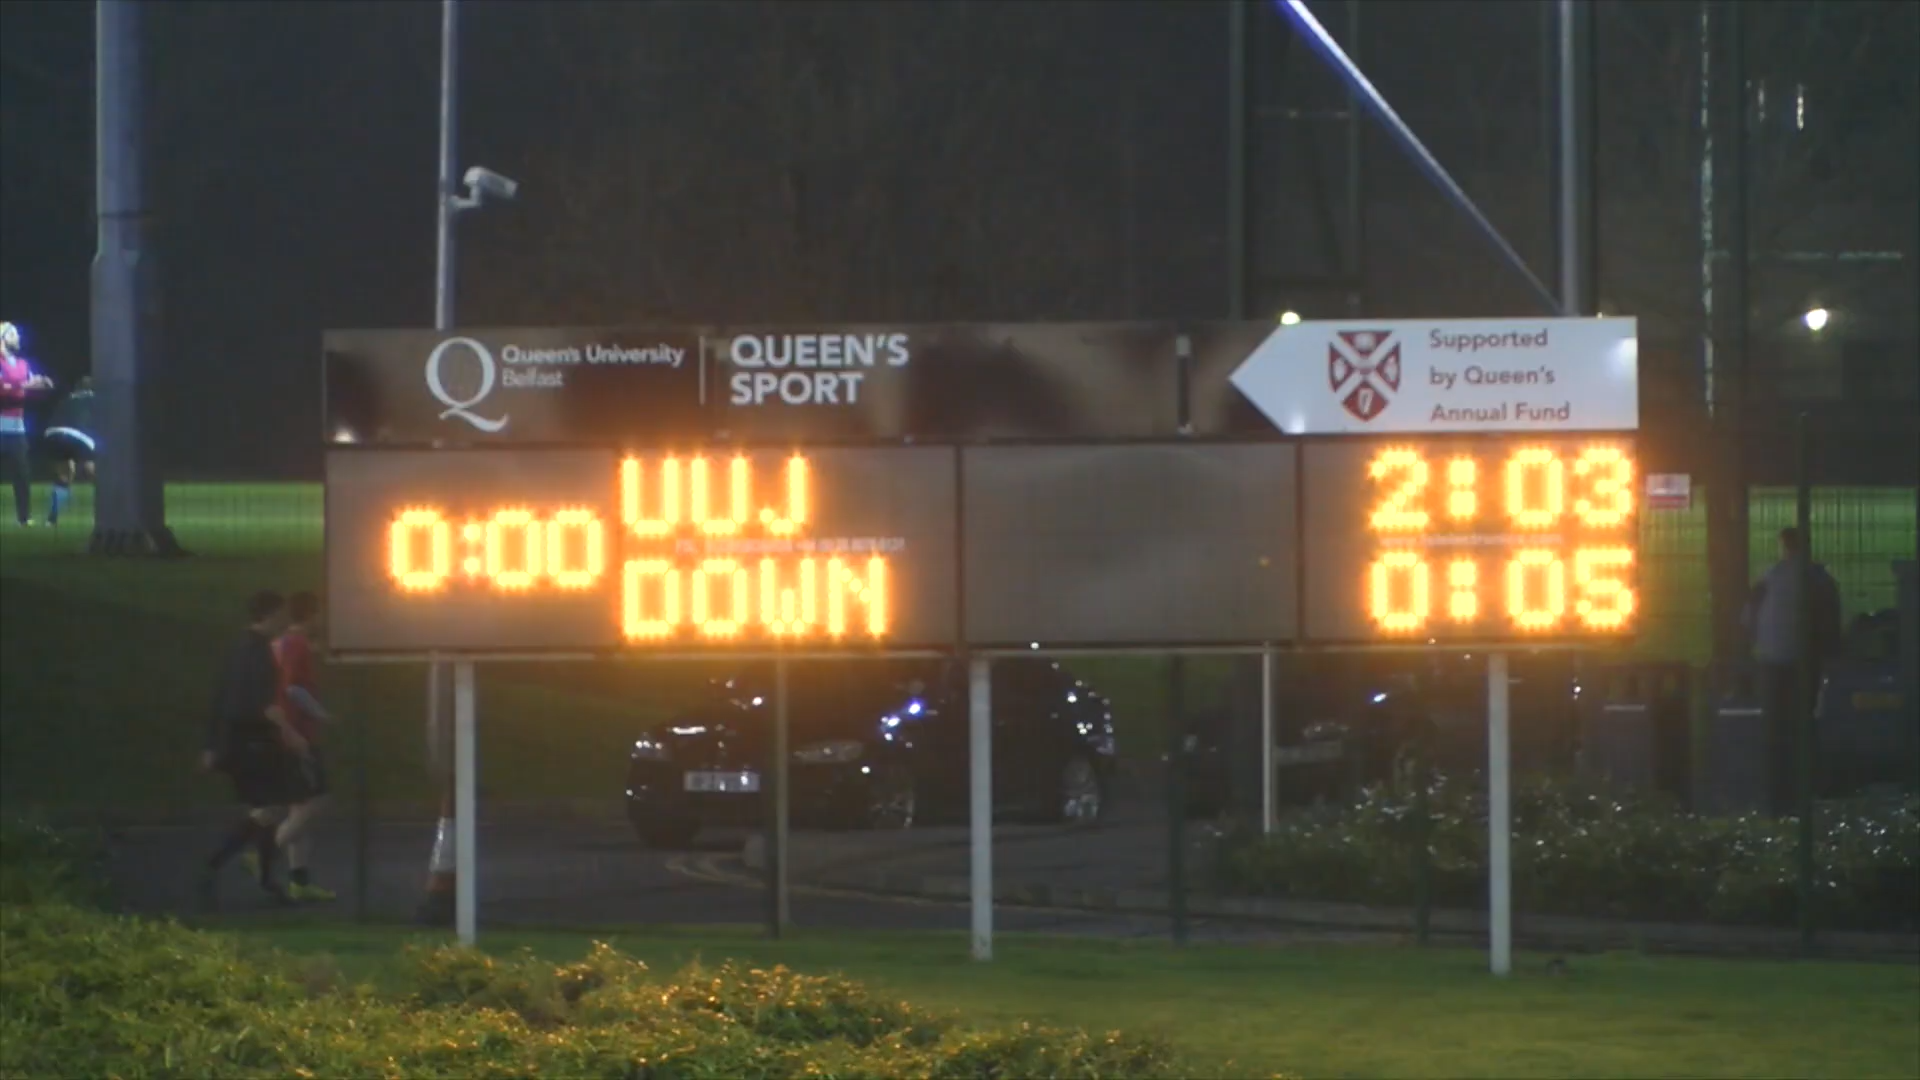 Queen's University
Belfast
QUEEN'S
SPORT
Supported
by Queen's
Annual Fund
0:00
UUJ
DOWN
2:03
0:05